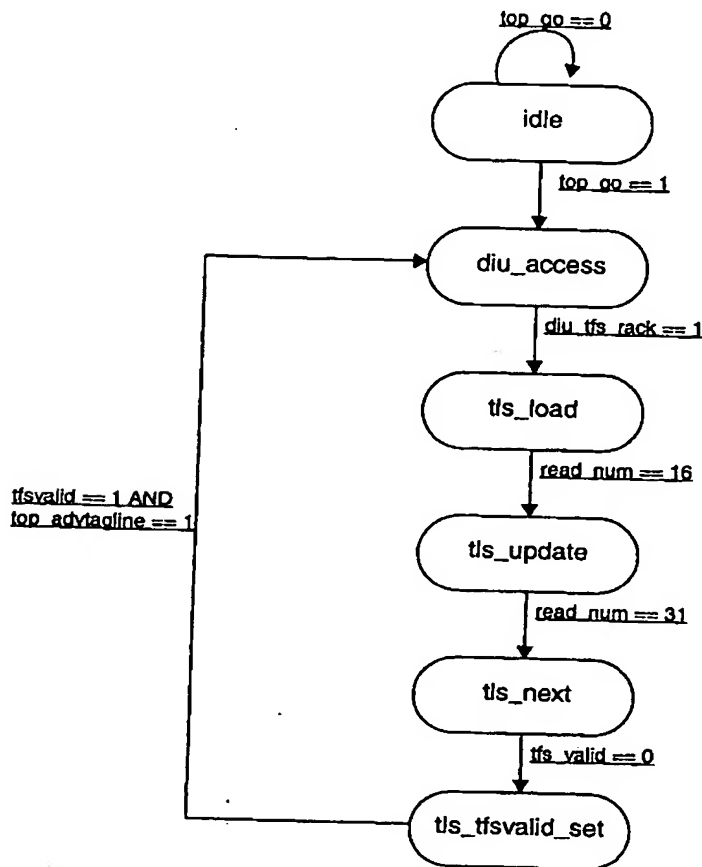 top_go == 0
idle
top_go == 1
diu_access
diu_tfs_rack == 1
tls_load
read_num == 16
tfsvalid == 1 AND
top_advtagline == 1
tls_update
read_num == 31
tls_next
tfs_valid == 0
tls_tfsvalid_set